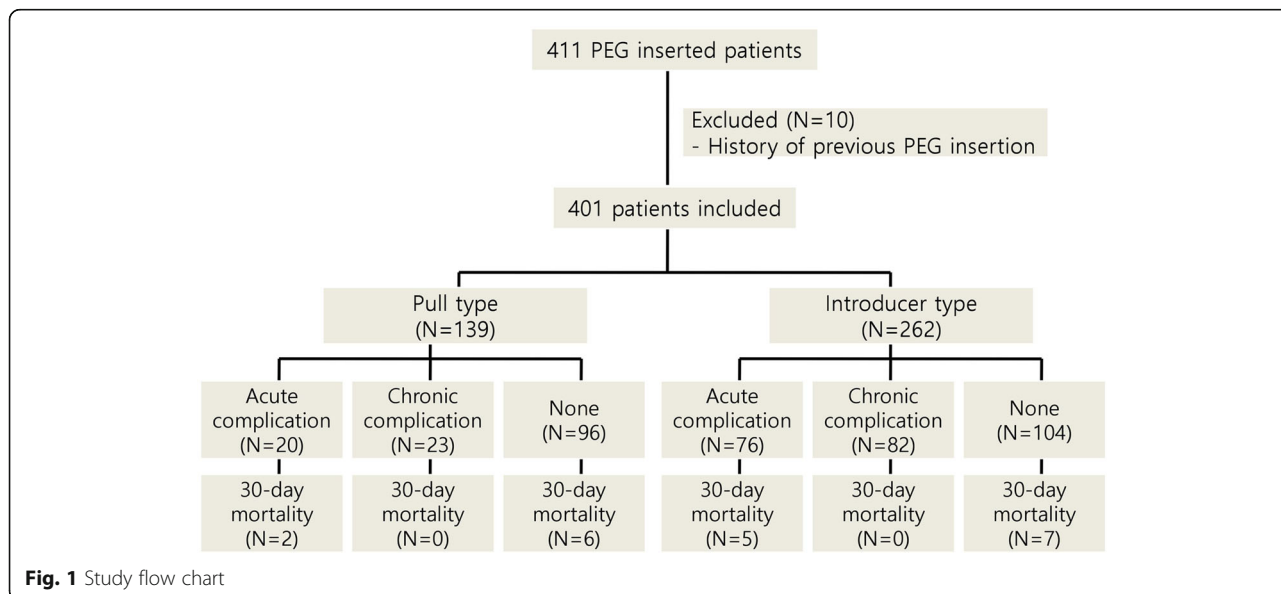 411 PEG inserted patients
Excluded (N=10)
- History of previous PEG insertion
401 patients included
Pull type
(N=139)
Introducer type
(N=262)
Acute
complication
(N=20)
Chronic
complication
(N=23)
None
(N=96)
Acute
complication
(N=76)
Chronic
complication
(N=82)
None
(N=104)
30-day
mortality
(N=2)
30-day
mortality
(N=0)
30-day
mortality
(N=6)
30-day
mortality
(N=5)
30-day
mortality
(N=0)
30-day
mortality
(N=7)
Fig. 1 Study flow chart